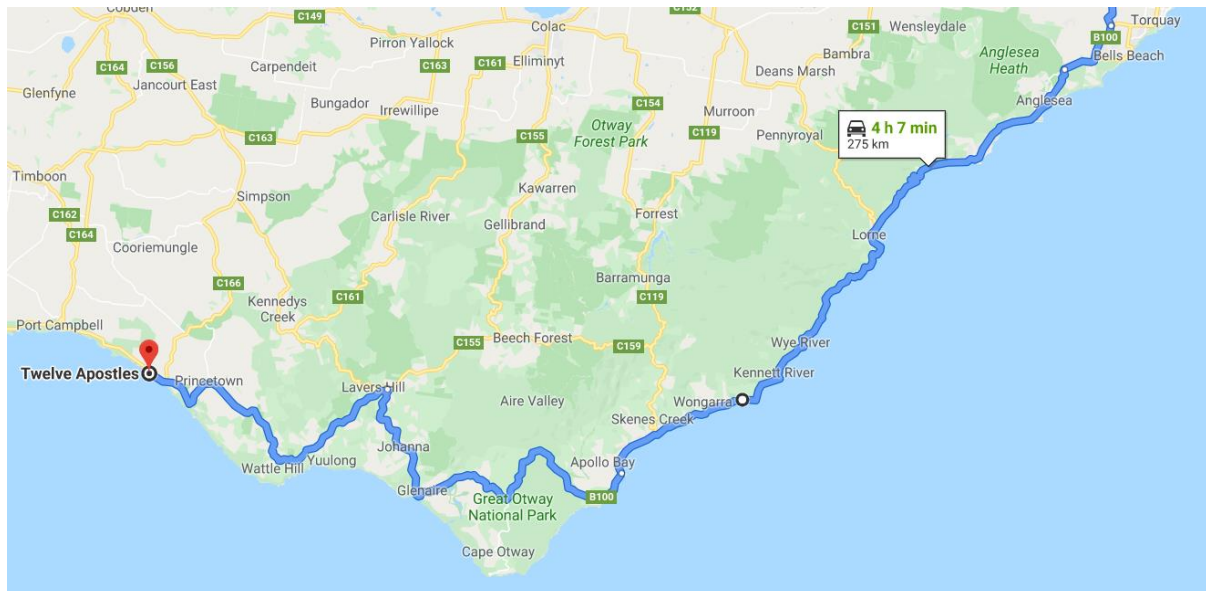 Cobden
C149
C152
Torquay
Colac
Wensleydale
C151
B100
Pirron Yallock
Anglesea
Heath
Bells Beach
Bambra
C164
C156
Carpendeit
C163
C161
Elliminyt
Deans Marsh
Glenfyne
Jancourt East
Bungador
Irrewillipe
C154
Murroon
Anglesea
C163
C155
Otway
Forest Park
C119
Pennyroyal
4 h 7 min
275 km
Timboon
Simpson
Kawarren
C162
C164
Carlisle River
Gellibrand
Forrest
Lorne
Cooriemungle
C166
Kennedys
Creek
C161
Barramunga
C119
Port Campbell
Beech Forest
C155
C159
Wye River
Twelve Apostles
Princetown
Lavers Hill
Kennett River
Aire Valley
Wongarra
Skenes Creek
Johanna
Wattle Hill
Yuulong
Apollo Bay
Glenaire
Great Otway
National Park
B100
Cape Otway